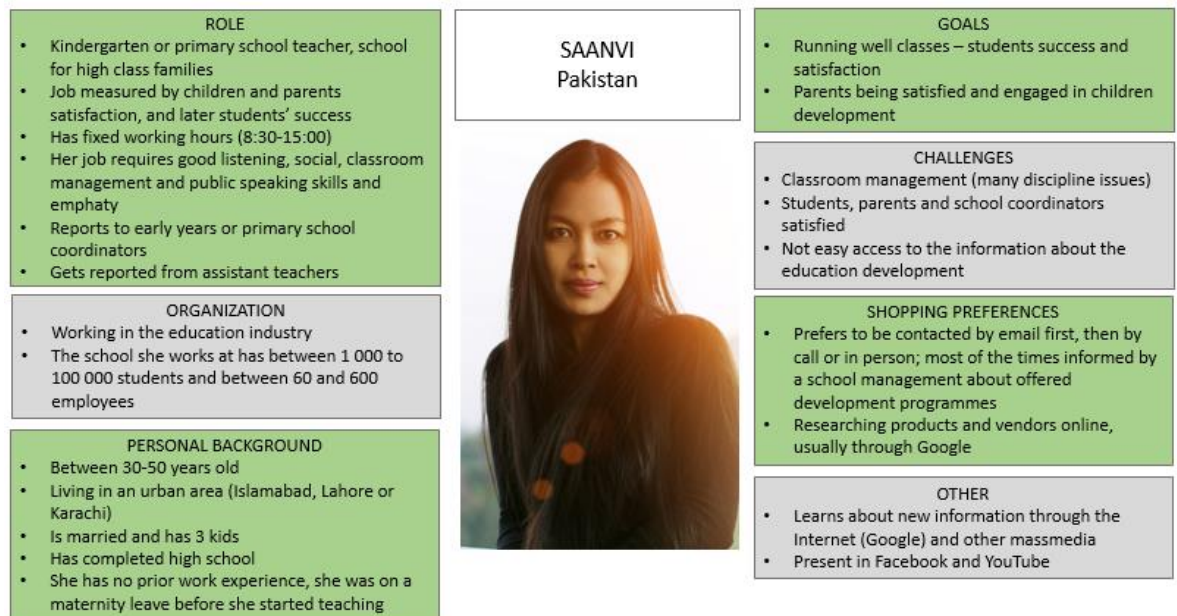 ROLE
• Kindergarten or primary school teacher, school
for high class families
• Job measured by children and parents
satisfaction, and later students’ success
• Has fixed working hours (8:30-15:00)
• Her job requires good listening, social, classroom
management and public speaking skills and
emphaty
• Reports to early years or primary school
coordinators
• Gets reported from assistant teachers
ORGANIZATION
• Working in the education industry
• The school she works at has between 1 000 to
100 000 students and between 60 and 600
employees
PERSONAL BACKGROUND
• Between 30-50 years old
• Living in an urban area (Islamabad, Lahore or
Karachi)
• Is married and has 3 kids
• Has completed high school
• She has no prior work experience, she was on a
maternity leave before she started teaching
SAANVI
Pakistan
GOALS
• Running well classes – students success and
satisfaction
• Parents being satisfied and engaged in children
development
CHALLENGES
• Classroom management (many discipline issues)
• Students, parents and school coordinators
satisfied
• Not easy access to the information about the
education development
SHOPPING PREFERENCES
• Prefers to be contacted by email first, then by
call or in person; most of the times informed by
a school management about offered
development programmes
• Researching products and vendors online,
usually through Google
OTHER
• Learns about new information through the
Internet (Google) and other massmedia
• Present in Facebook and YouTube